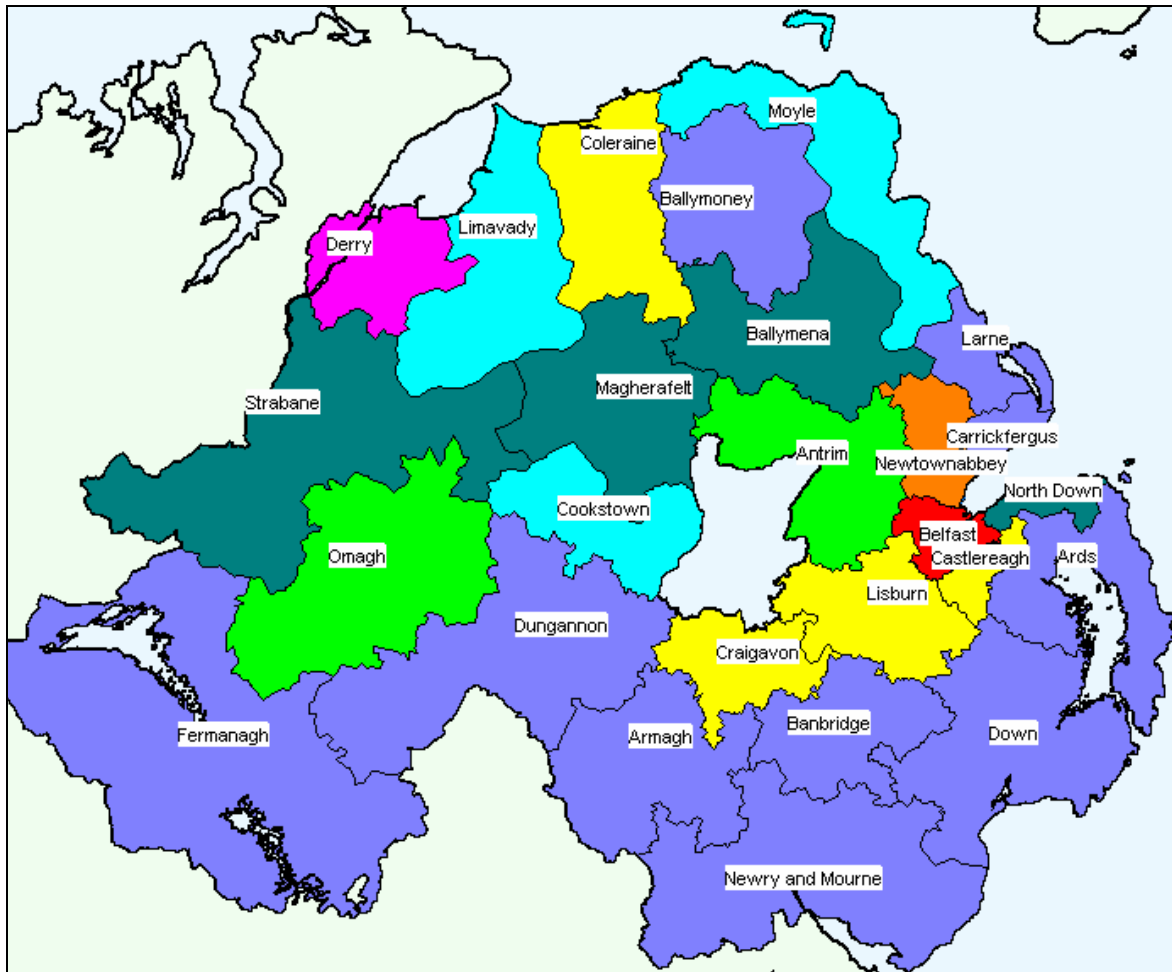 Moyle
Coleraine
Ballymoney
Limavady
Derry
Larne
Ballymena
Magherafelt
Strabane
Carrickfergus
Antrim
Newtownabbey
North Down
Cookstown
Belfast
Omagh
Castlereagh
Ards
Lisburn
Dungannon
Craigavon
Fermanagh
Armagh
Banbridge
Down
Newry and Mourne